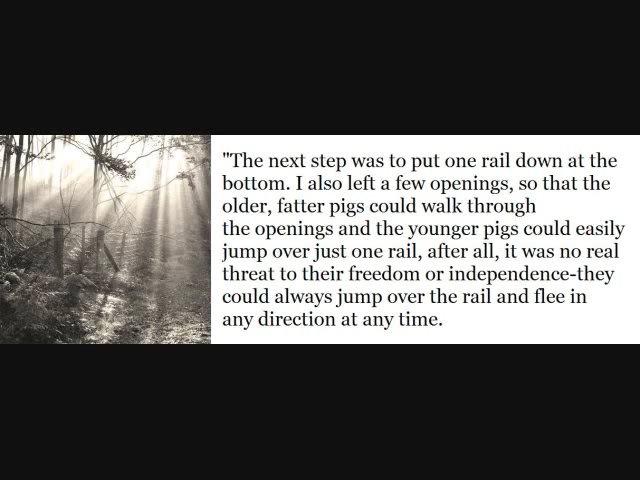 "The next step was to put one rail down at the
bottom. I also left a few openings, so that the
older, fatter pigs could walk through
the openings and the younger pigs could easily
jump over just one rail, after all, it was no real
threat to their freedom or independence-they
could always jump over the rail and flee in
any direction at any time.